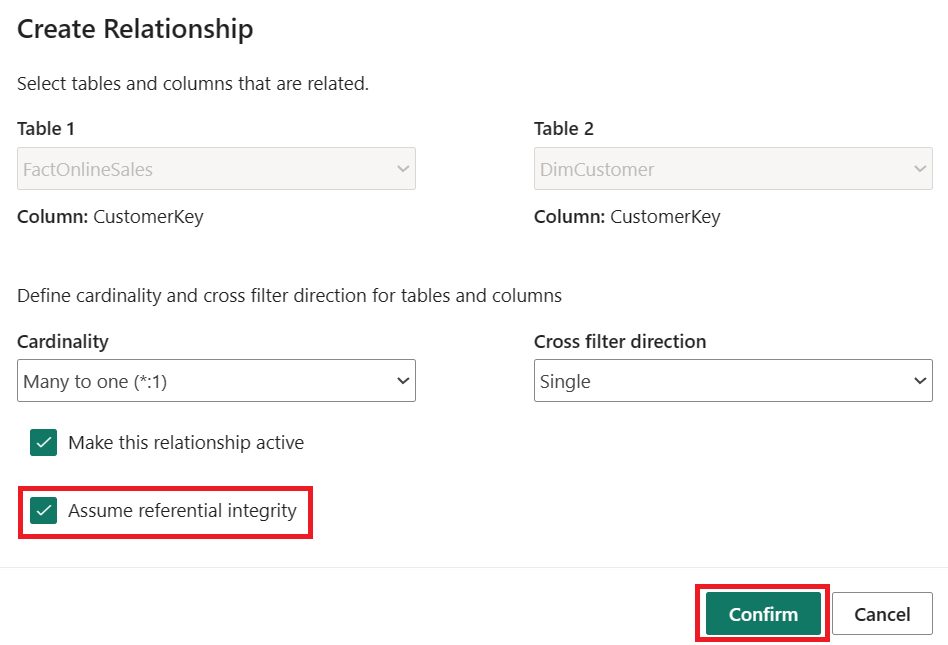 Create Relationship
Select tables and columns that are related.
Table 1
Table 2
FactOnlineSales
DimCustomer
Column: CustomerKey
Column: CustomerKey
Define cardinality and cross filter direction for tables and columns
Cardinality
Cross filter direction
Many to one (*:1)
Single
Make this relationship active
Assume referential integrity
Confirm
Cancel